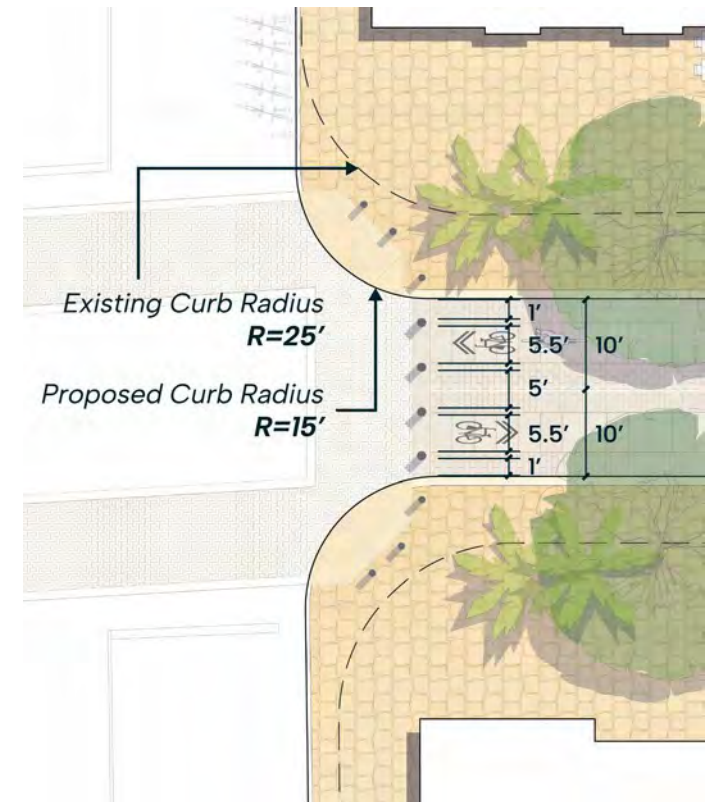 Existing Curb Radius
R=25’
Proposed Curb Radius
R=15’
1’
5.5’ 10’
5’
5.5’ 10’
1’